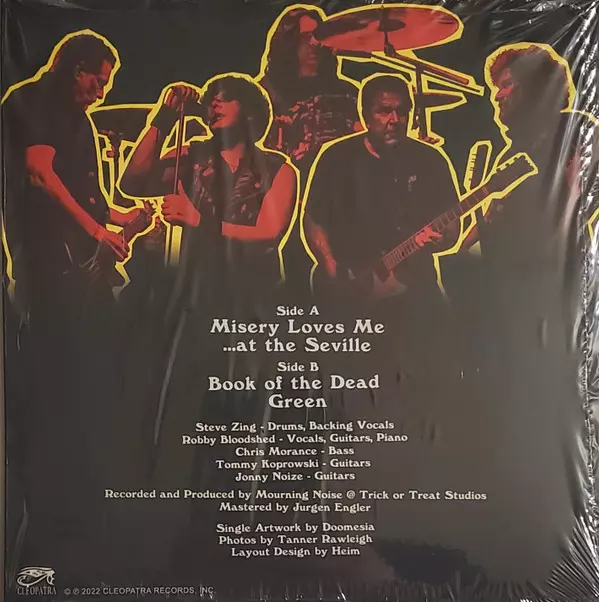 Side A
Misery Loves Me
...at the Seville
Side B
Book of the Dead
Green
Steve Zing - Drums, Backing Vocals
Robby Bloodshed - Vocals, Guitars, Piano
Chris Morance - Bass
Tommy Koprowski - Guitars
Jonny Noize - Guitars
Recorded and Produced by Mourning Noise @ Trick or Treat Studios
Mastered by Jurgen Engler
Single Artwork by Doomesia
Photos by Tanner Rawleigh
Layout Design by Heim
CLEOPATRA
© ℗ 2022 CLEOPATRA RECORDS, INC.